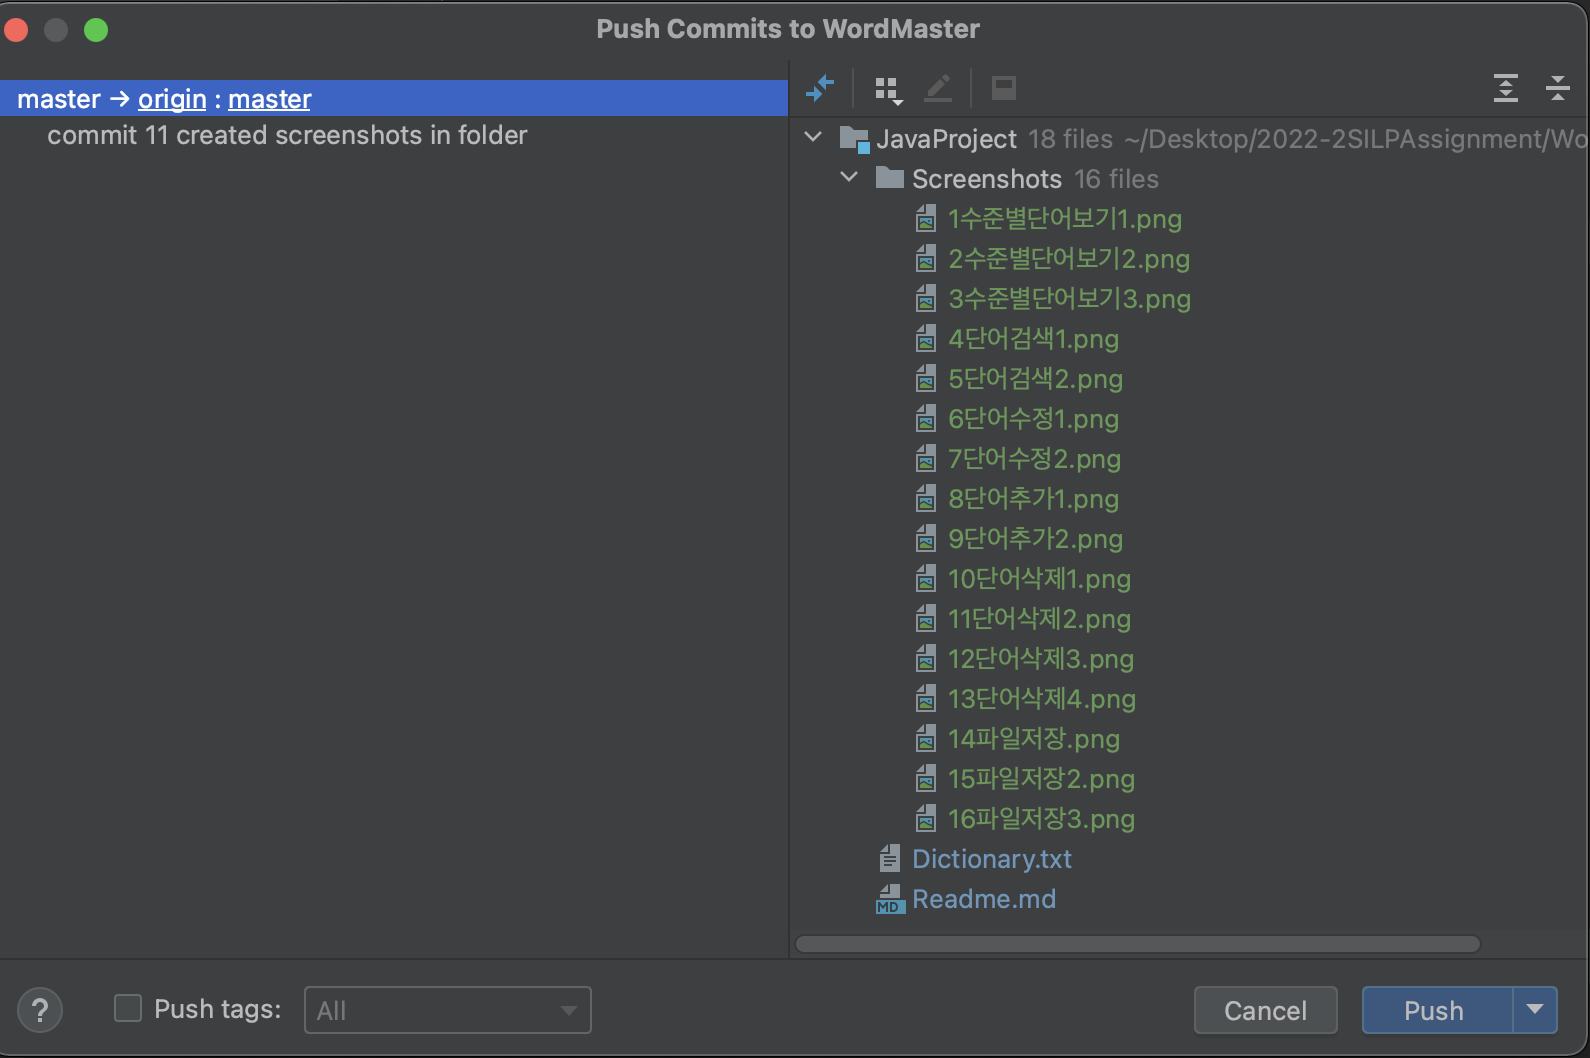 Push Commits to WordMaster
master → origin : master
commit 11 created screenshots in folder
JavaProject 18 files ~/Desktop/2022-2SILPAssignment/Wo
Screenshots 16 files
1수준별단어보기1.png
2수준별단어보기2.png
3수준별단어보기3.png
4단어검색1.png
5단어검색2.png
6단어수정1.png
7단어수정2.png
8단어추가1.png
9단어추가2.png
10단어삭제1.png
11단어삭제2.png
12단어삭제3.png
13단어삭제4.png
14파일저장.png
15파일저장2.png
16파일저장3.png
Dictionary.txt
MD Readme.md
? Push tags: All Cancel Push